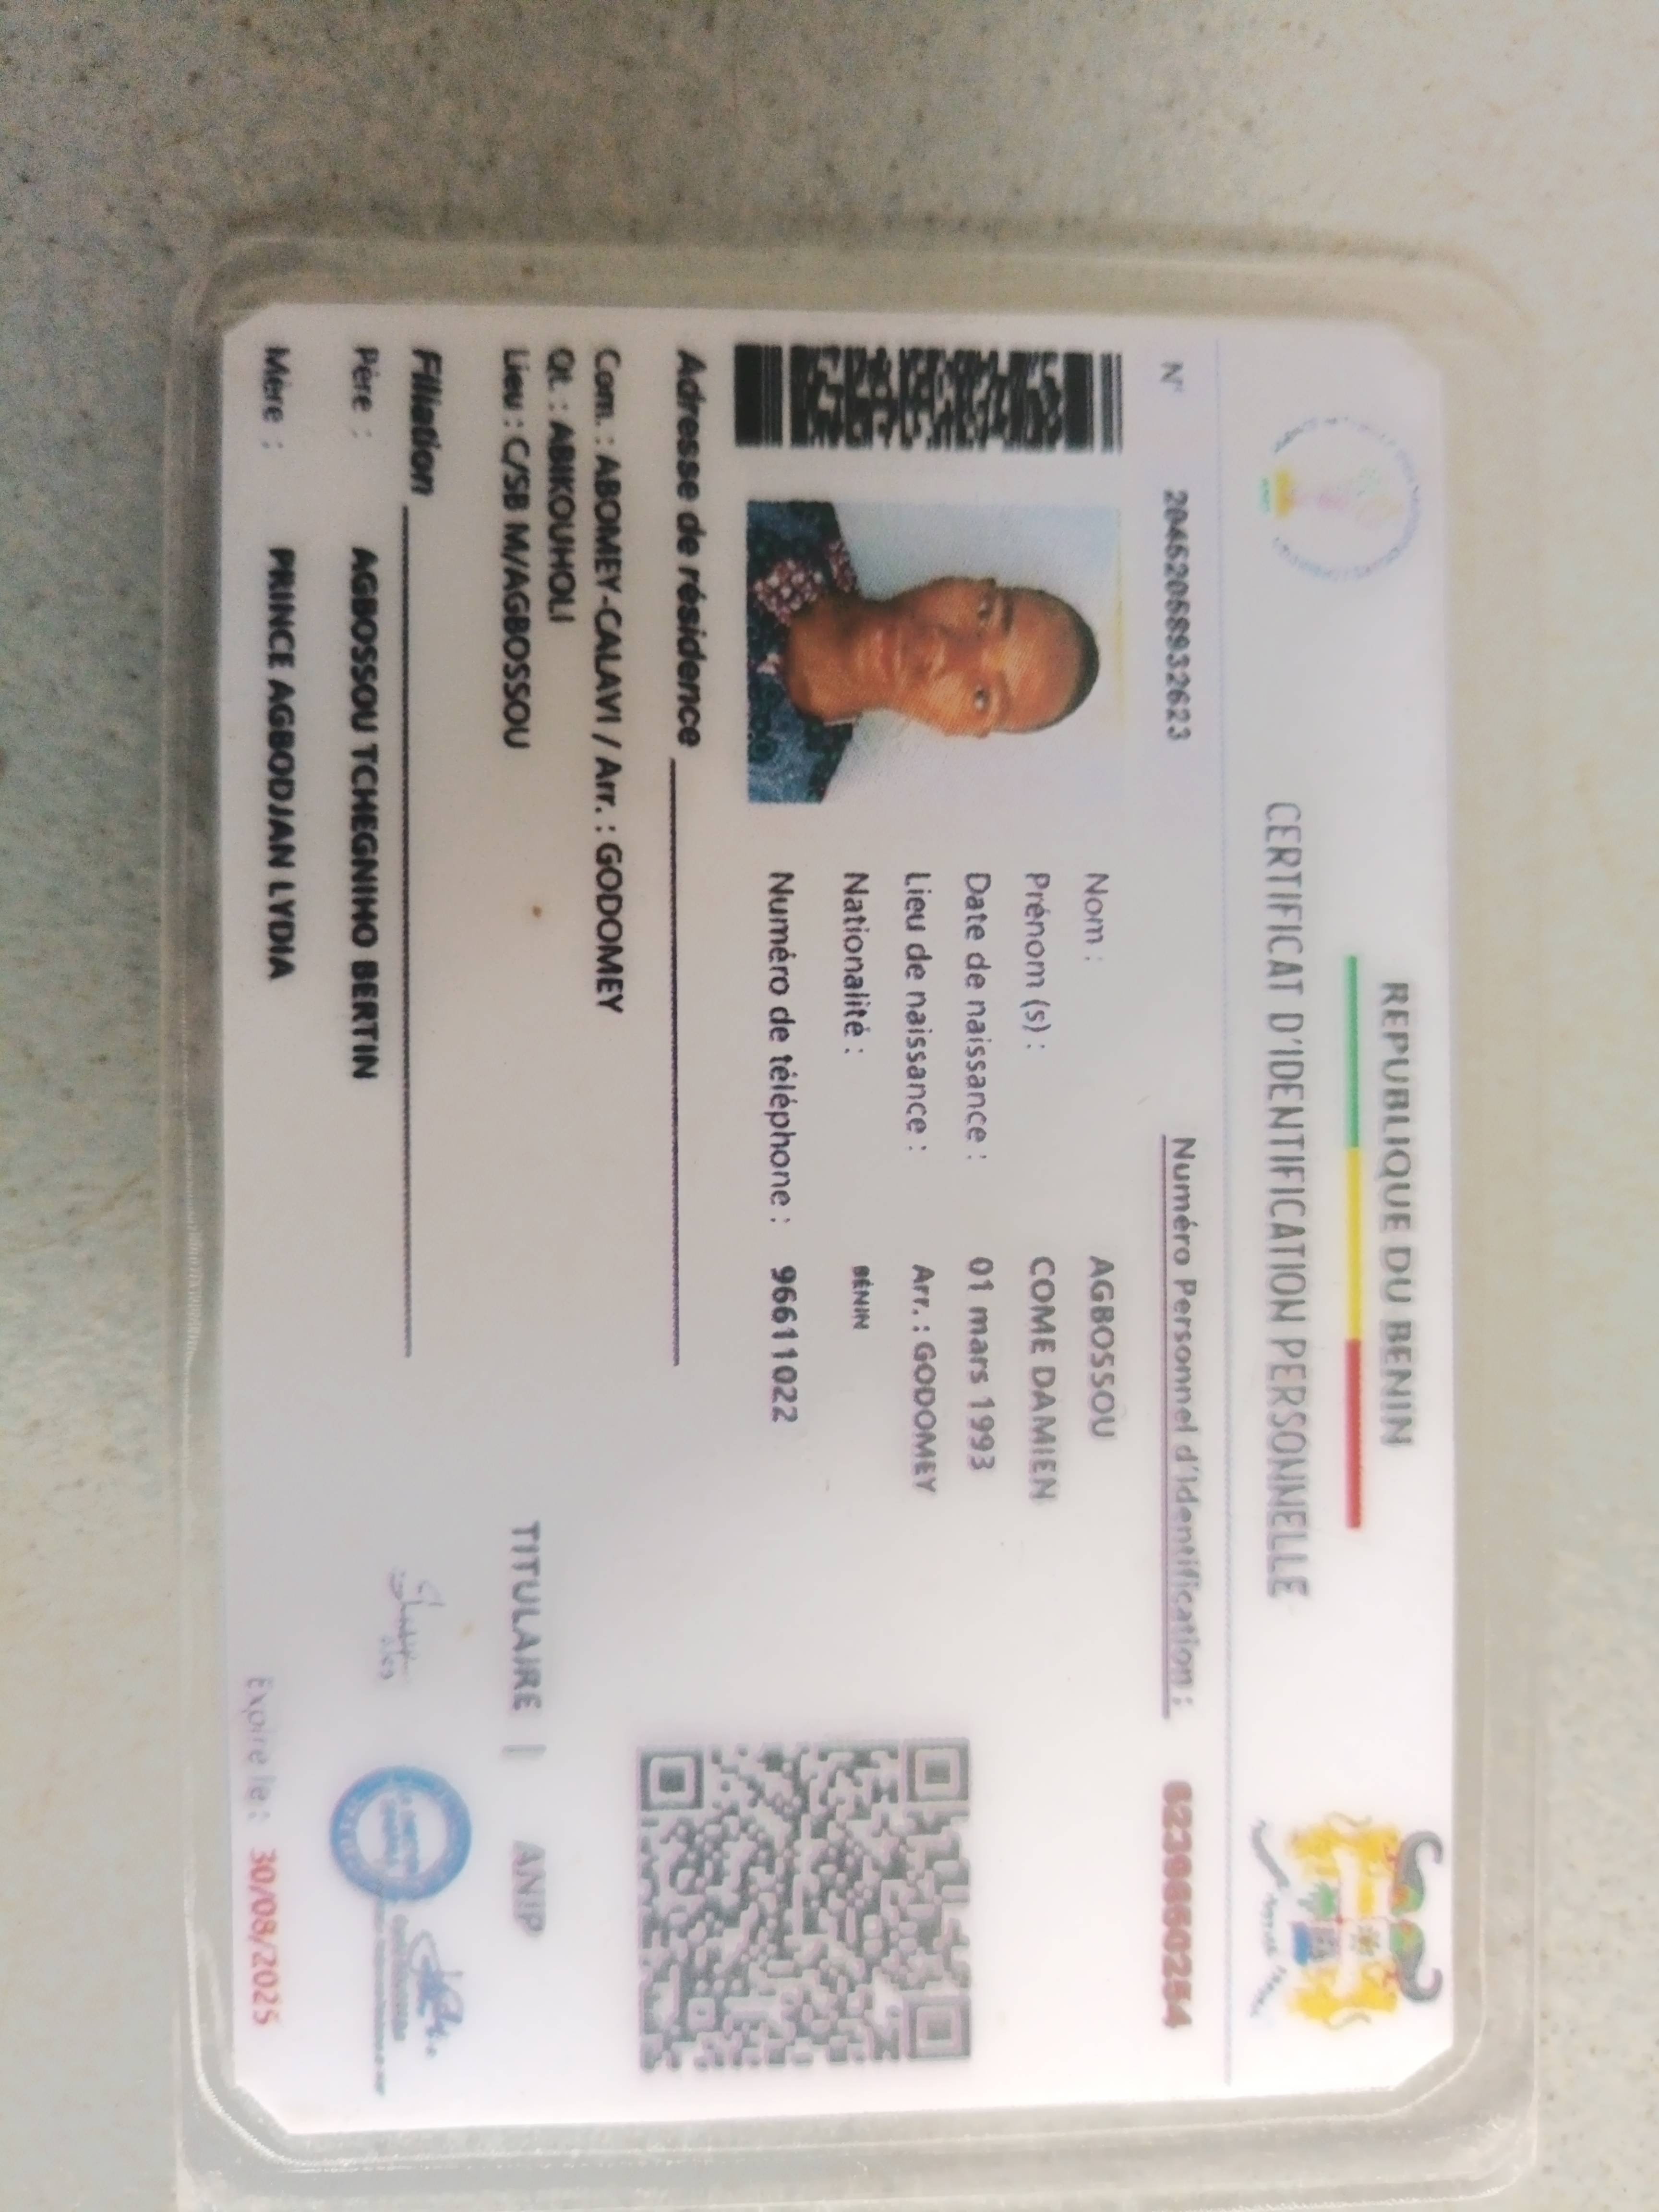 REPUBLIQUE DU BENIN
CERTIFICAT D'IDENTIFICATION PERSONNELLE
N° 20462068932623 Numéro Personnel d'Identification :
Nom : AGBOSSOU
Prénom (s) : COME DAMIEN
Date de naissance : 01 mars 1993
Lieu de naissance : Arr. : GODOMEY
Nationalité : BÉNIN
Numéro de téléphone : 96611022
Adresse de résidence
Com. : ABOMEY-CALAVI / Arr. : GODOMEY
Qt. : ABIKOUHOLI
Lieu : C/SB M/AGBOSSOU
TITULAIRE | ANIP
Filiation
Père : AGBOSSOU TCHEGNIHO BERTIN
Mère : PRINCE AGBODJAN LYDIA
Expire le : 30/08/2025